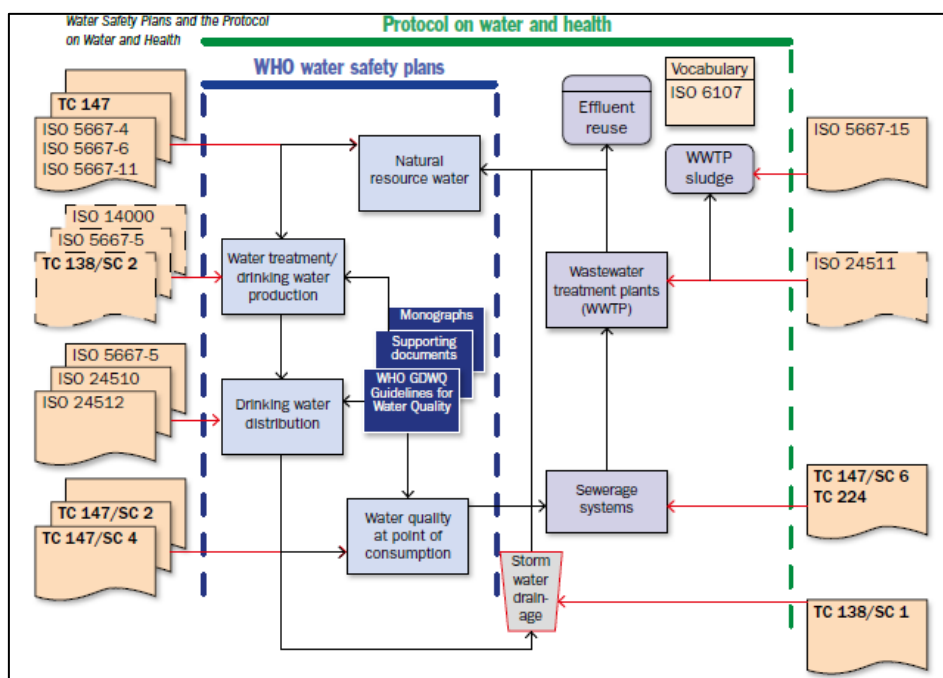 Water Safety Plans and the Protocol
on Water and Health
Protocol on water and health
WHO water safety plans
TC 147
ISO 5667-4
ISO 5667-6
ISO 5667-11
Natural
resource water
Effluent
reuse
Vocabulary
ISO 6107
WWTP
sludge
ISO 5667-15
ISO 14000
ISO 5667-5
TC 138/SC 2
Water treatment/
drinking water
production
Monographs
Supporting
documents
WHO GDWQ
Guidelines for
Water Quality
Wastewater
treatment plants
(WWTP)
ISO 24511
ISO 5667-5
ISO 24510
ISO 24512
Drinking water
distribution
TC 147/SC 2
TC 147/SC 4
Water quality
at point of
consumption
Sewerage
systems
TC 147/SC 6
TC 224
Storm
water
drain-
age
TC 138/SC 1